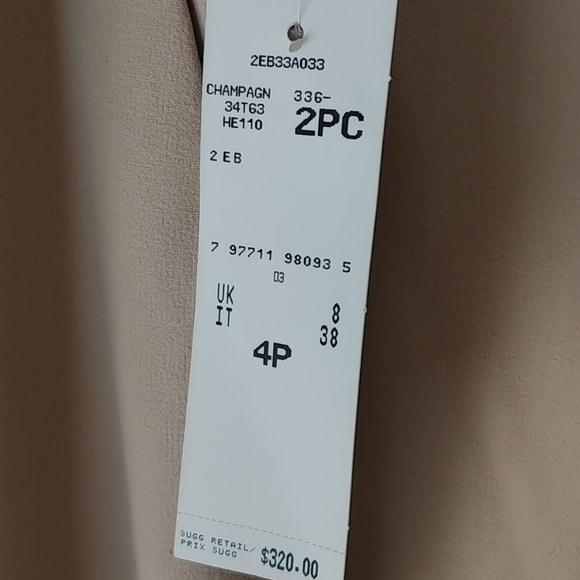 2EB33A033
CHAMPAGN 336-
34T63 2PC
HE110
2 EB
7 97711 98093 5
03
UK 8
IT 38
4P
SUGG RETAIL/
PRIX SUGG $320.00